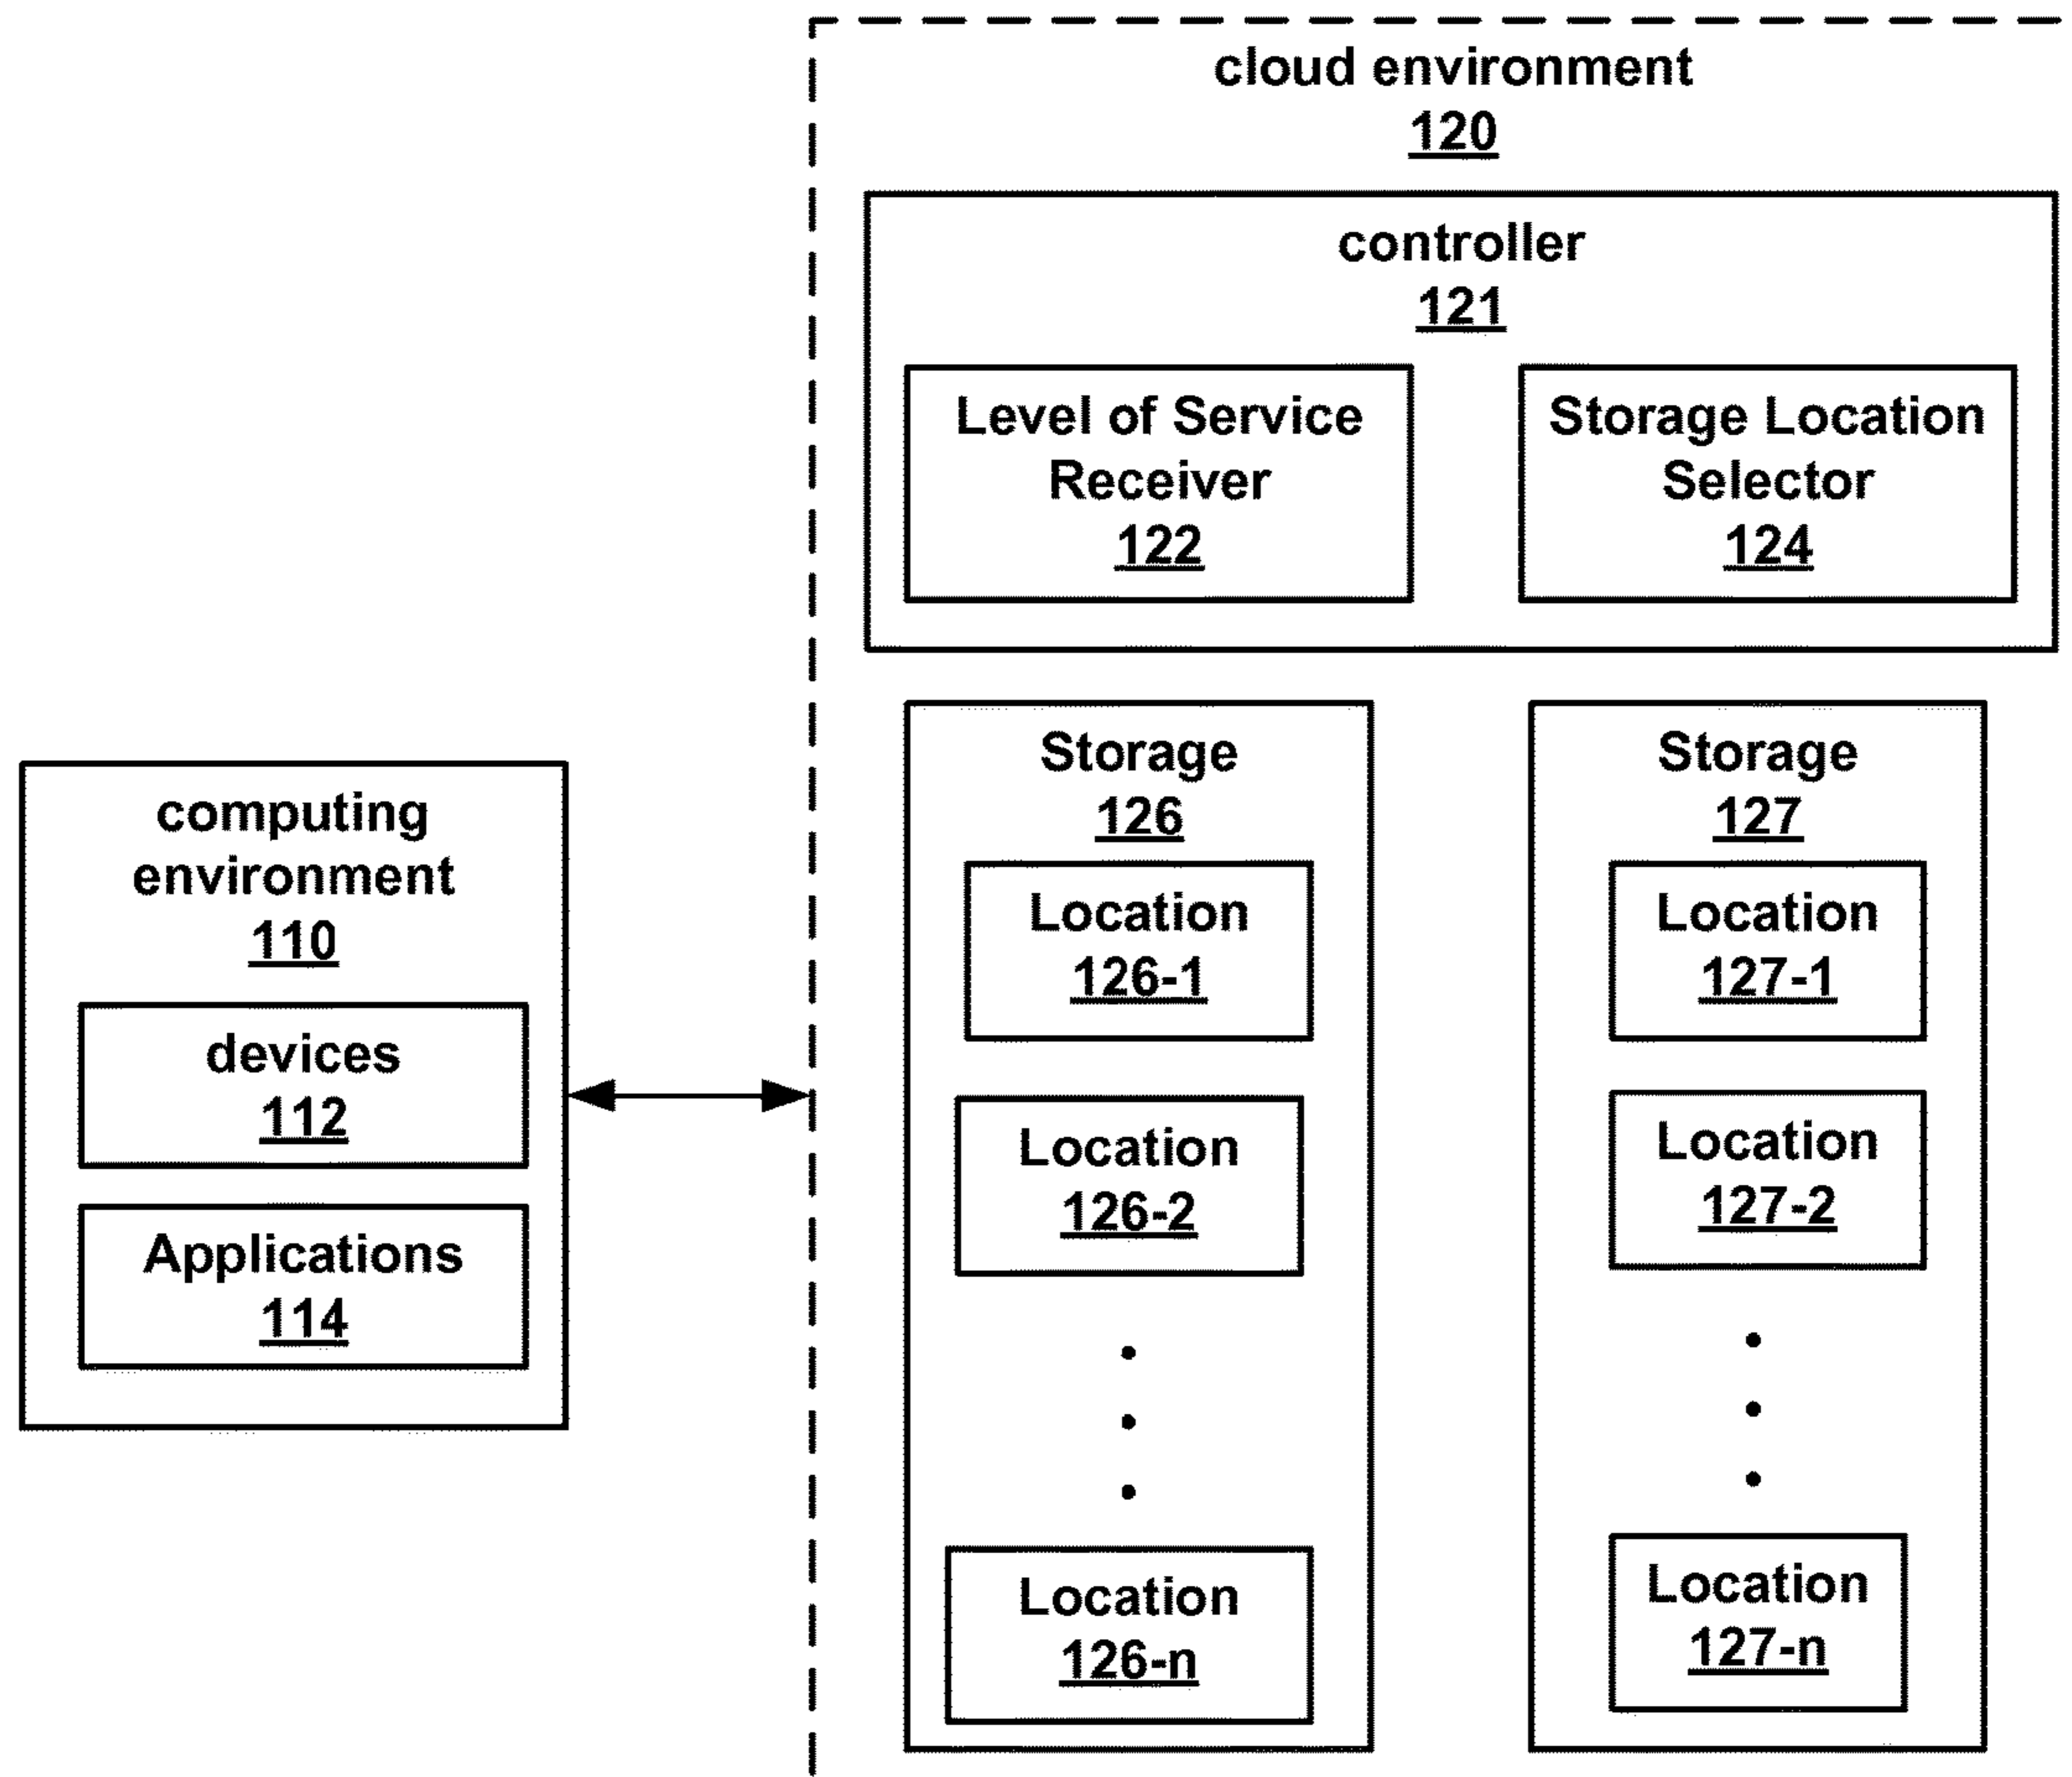 cloud environment
120
controller
121
Level of Service
Receiver
122
Storage Location
Selector
124
computing
environment
110
devices
112
Applications
114
Storage
126
Location
126-1
Location
126-2
Location
126-n
Storage
127
Location
127-1
Location
127-2
Location
127-n